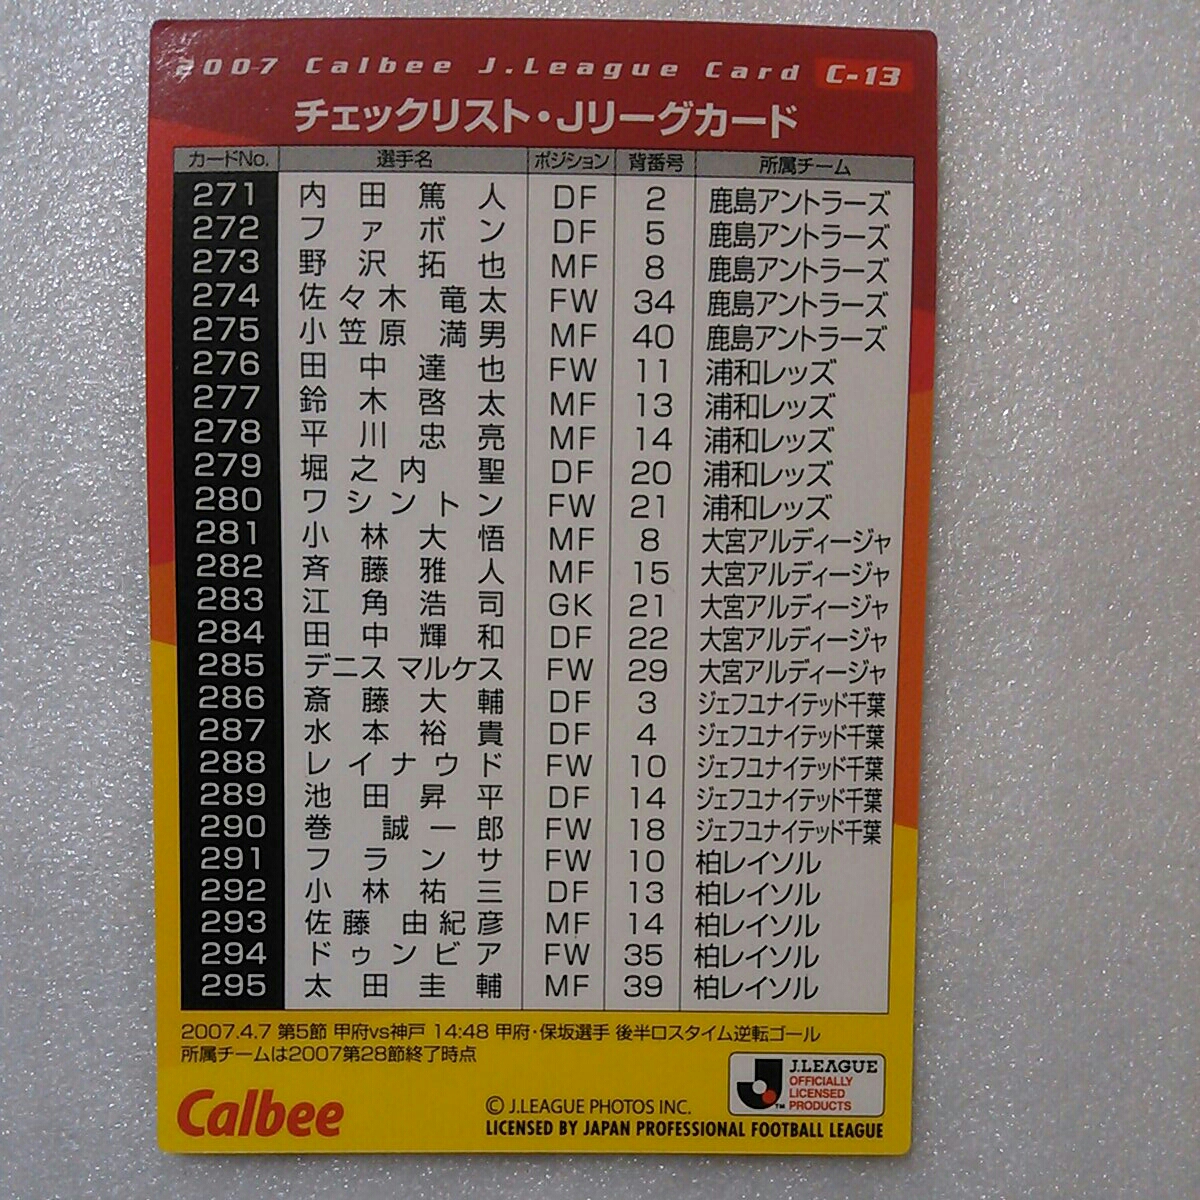 2007 Calbee J.League Card C-13
チェックリスト・Jリーグカード
カードNo. 選手名 ポジション 背番号 所属チーム
271 内田篤人 DF 2 鹿島アントラーズ
272 ファボン DF 5 鹿島アントラーズ
273 野沢拓也 MF 8 鹿島アントラーズ
274 佐々木 竜太 FW 34 鹿島アントラーズ
275 小笠原 満男 MF 40 鹿島アントラーズ
276 田中達也 FW 11 浦和レッズ
277 鈴木啓太 MF 13 浦和レッズ
278 平川忠亮 MF 14 浦和レッズ
279 堀之内 聖 DF 20 浦和レッズ
280 ワシントン FW 21 浦和レッズ
281 小林大悟 MF 8 大宮アルディージャ
282 斉藤雅人 MF 15 大宮アルディージャ
283 江角浩司 GK 21 大宮アルディージャ
284 田中輝和 DF 22 大宮アルディージャ
285 デニス マルケス FW 29 大宮アルディージャ
286 斎藤大輔 DF 3 ジェフユナイテッド千葉
287 水本裕貴 DF 4 ジェフユナイテッド千葉
288 レイナウド FW 10 ジェフユナイテッド千葉
289 池田昇平 DF 14 ジェフユナイテッド千葉
290 巻 誠一郎 FW 18 ジェフユナイテッド千葉
291 フランサ FW 10 柏レイソル
292 小林祐三 DF 13 柏レイソル
293 佐藤 由紀彦 MF 14 柏レイソル
294 ドゥンビア FW 35 柏レイソル
295 太田圭輔 MF 39 柏レイソル
2007.4.7 第5節 甲府vs神戸 14:48 甲府・保坂選手 後半ロスタイム逆転ゴール
所属チームは2007第28節終了時点
Calbee
© J.LEAGUE PHOTOS INC.
LICENSED BY JAPAN PROFESSIONAL FOOTBALL LEAGUE
J.LEAGUE
OFFICIALLY
LICENSED
PRODUCTS
TM